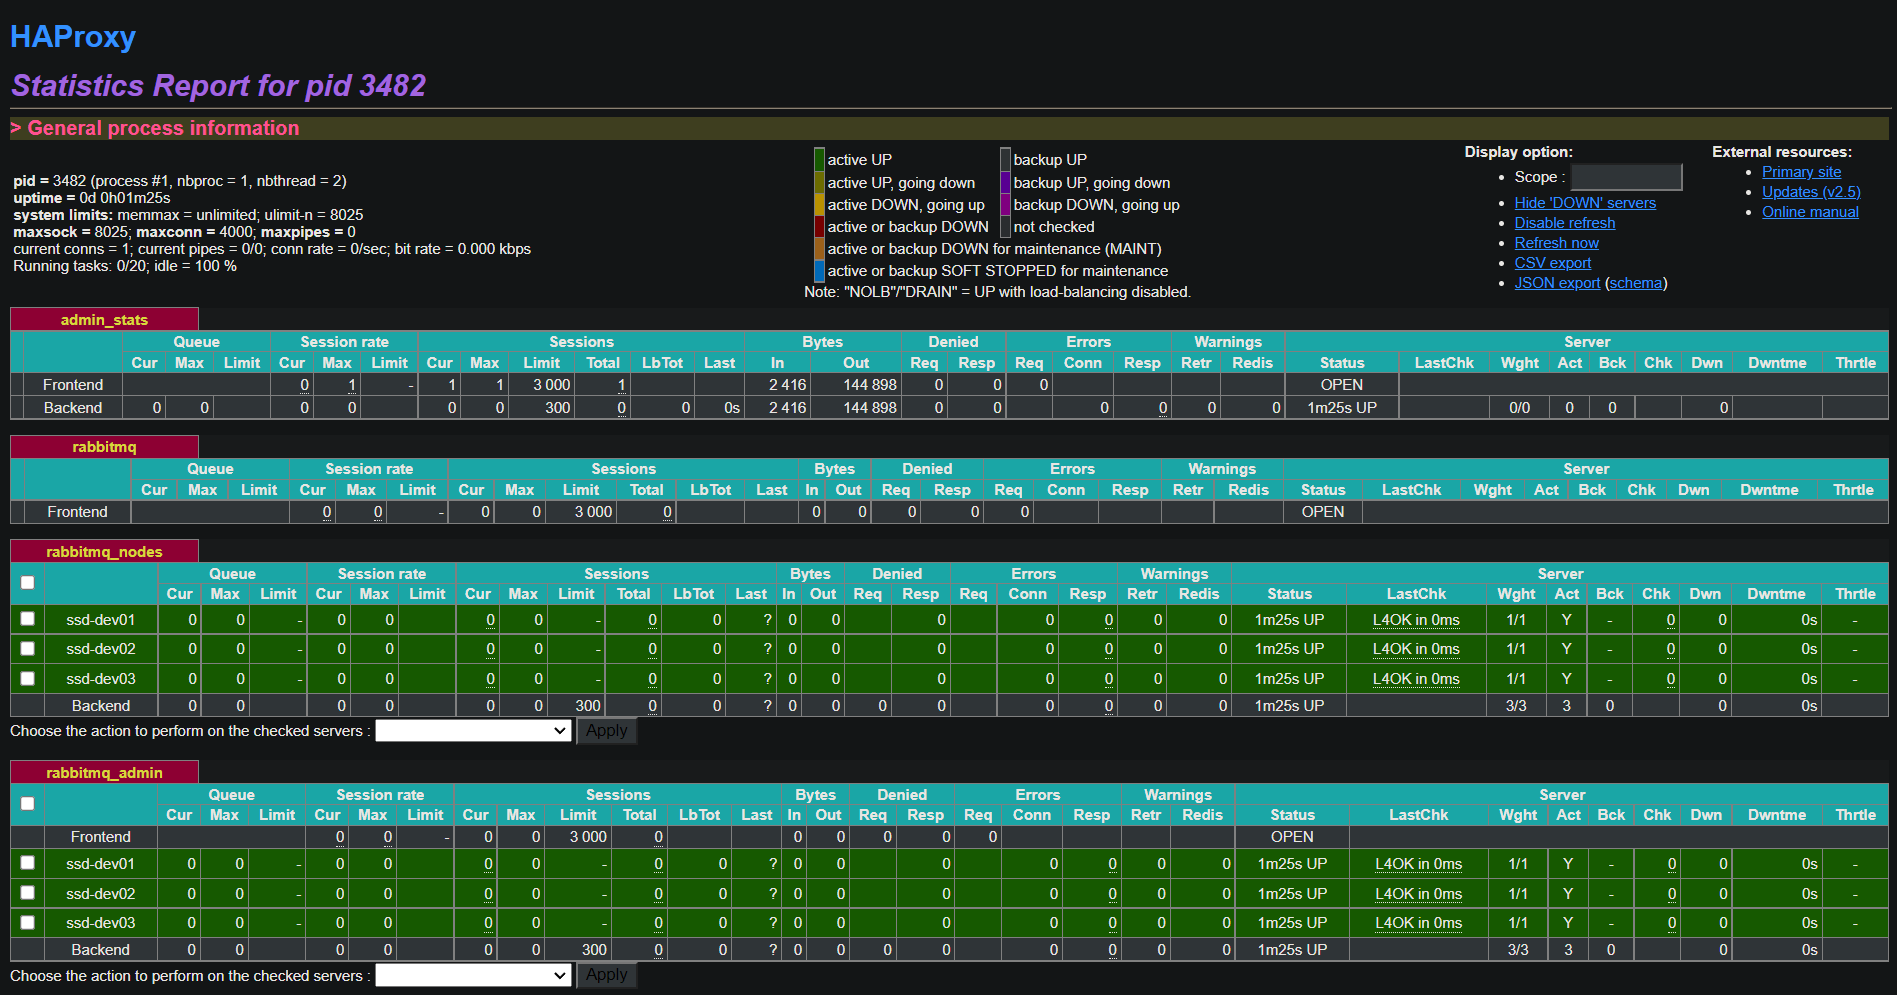 HAProxy
Statistics Report for pid 3482
> General process information
pid = 3482 (process #1, nbproc = 1, nbthread = 2)
uptime = 0d 0h01m25s
system limits: memmax = unlimited; ulimit-n = 8025
maxsock = 8025; maxconn = 4000; maxpipes = 0
current conns = 1; current pipes = 0/0; conn rate = 0/sec; bit rate = 0.000 kbps
Running tasks: 0/20; idle = 100 %
active UP backup UP
active UP, going down backup UP, going down
active DOWN, going up backup DOWN, going up
active or backup DOWN not checked
active or backup DOWN for maintenance (MAINT)
active or backup SOFT STOPPED for maintenance
Note: "NOLB"/"DRAIN" = UP with load-balancing disabled.
Display option:
Scope :
Hide 'DOWN' servers
Disable refresh
Refresh now
CSV export
JSON export (schema)
External resources:
Primary site
Updates (v2.5)
Online manual
admin_stats
Queue Session rate Sessions Bytes Denied Errors Warnings Server
Cur Max Limit Cur Max Limit Cur Max Limit Total LbTot Last In Out Req Resp Req Conn Resp Retr Redis Status LastChk Wght Act Bck Chk Dwn Dwntme Thrtle
Frontend 0 1 - 1 1 3 000 1 2 416 144 898 0 0 0 OPEN
Backend 0 0 0 0 0 0 300 0 0 0s 2 416 144 898 0 0 0 0 0 0 1m25s UP 0/0 0 0 0
rabbitmq
Queue Session rate Sessions Bytes Denied Errors Warnings Server
Cur Max Limit Cur Max Limit Cur Max Limit Total LbTot Last In Out Req Resp Req Conn Resp Retr Redis Status LastChk Wght Act Bck Chk Dwn Dwntme Thrtle
Frontend 0 0 - 0 0 3 000 0 0 0 0 0 0 OPEN
rabbitmq_nodes
Queue Session rate Sessions Bytes Denied Errors Warnings Server
Cur Max Limit Cur Max Limit Cur Max Limit Total LbTot Last In Out Req Resp Req Conn Resp Retr Redis Status LastChk Wght Act Bck Chk Dwn Dwntme Thrtle
ssd-dev01 0 0 - 0 0 0 0 - 0 0 ? 0 0 0 0 0 0 0 1m25s UP L4OK in 0ms 1/1 Y - 0 0 0s -
ssd-dev02 0 0 - 0 0 0 0 - 0 0 ? 0 0 0 0 0 0 0 1m25s UP L4OK in 0ms 1/1 Y - 0 0 0s -
ssd-dev03 0 0 - 0 0 0 0 - 0 0 ? 0 0 0 0 0 0 0 1m25s UP L4OK in 0ms 1/1 Y - 0 0 0s -
Backend 0 0 0 0 0 0 300 0 0 ? 0 0 0 0 0 0 0 0 1m25s UP 3/3 3 0 0 0s
Choose the action to perform on the checked servers : Apply
rabbitmq_admin
Queue Session rate Sessions Bytes Denied Errors Warnings Server
Cur Max Limit Cur Max Limit Cur Max Limit Total LbTot Last In Out Req Resp Req Conn Resp Retr Redis Status LastChk Wght Act Bck Chk Dwn Dwntme Thrtle
Frontend 0 0 - 0 0 3 000 0 0 0 0 0 0 OPEN
ssd-dev01 0 0 - 0 0 0 0 - 0 0 ? 0 0 0 0 0 0 0 1m25s UP L4OK in 0ms 1/1 Y - 0 0 0s -
ssd-dev02 0 0 - 0 0 0 0 - 0 0 ? 0 0 0 0 0 0 0 1m25s UP L4OK in 0ms 1/1 Y - 0 0 0s -
ssd-dev03 0 0 - 0 0 0 0 - 0 0 ? 0 0 0 0 0 0 0 1m25s UP L4OK in 0ms 1/1 Y - 0 0 0s -
Backend 0 0 0 0 0 0 300 0 0 ? 0 0 0 0 0 0 0 0 1m25s UP 3/3 3 0 0 0s
Choose the action to perform on the checked servers : Apply